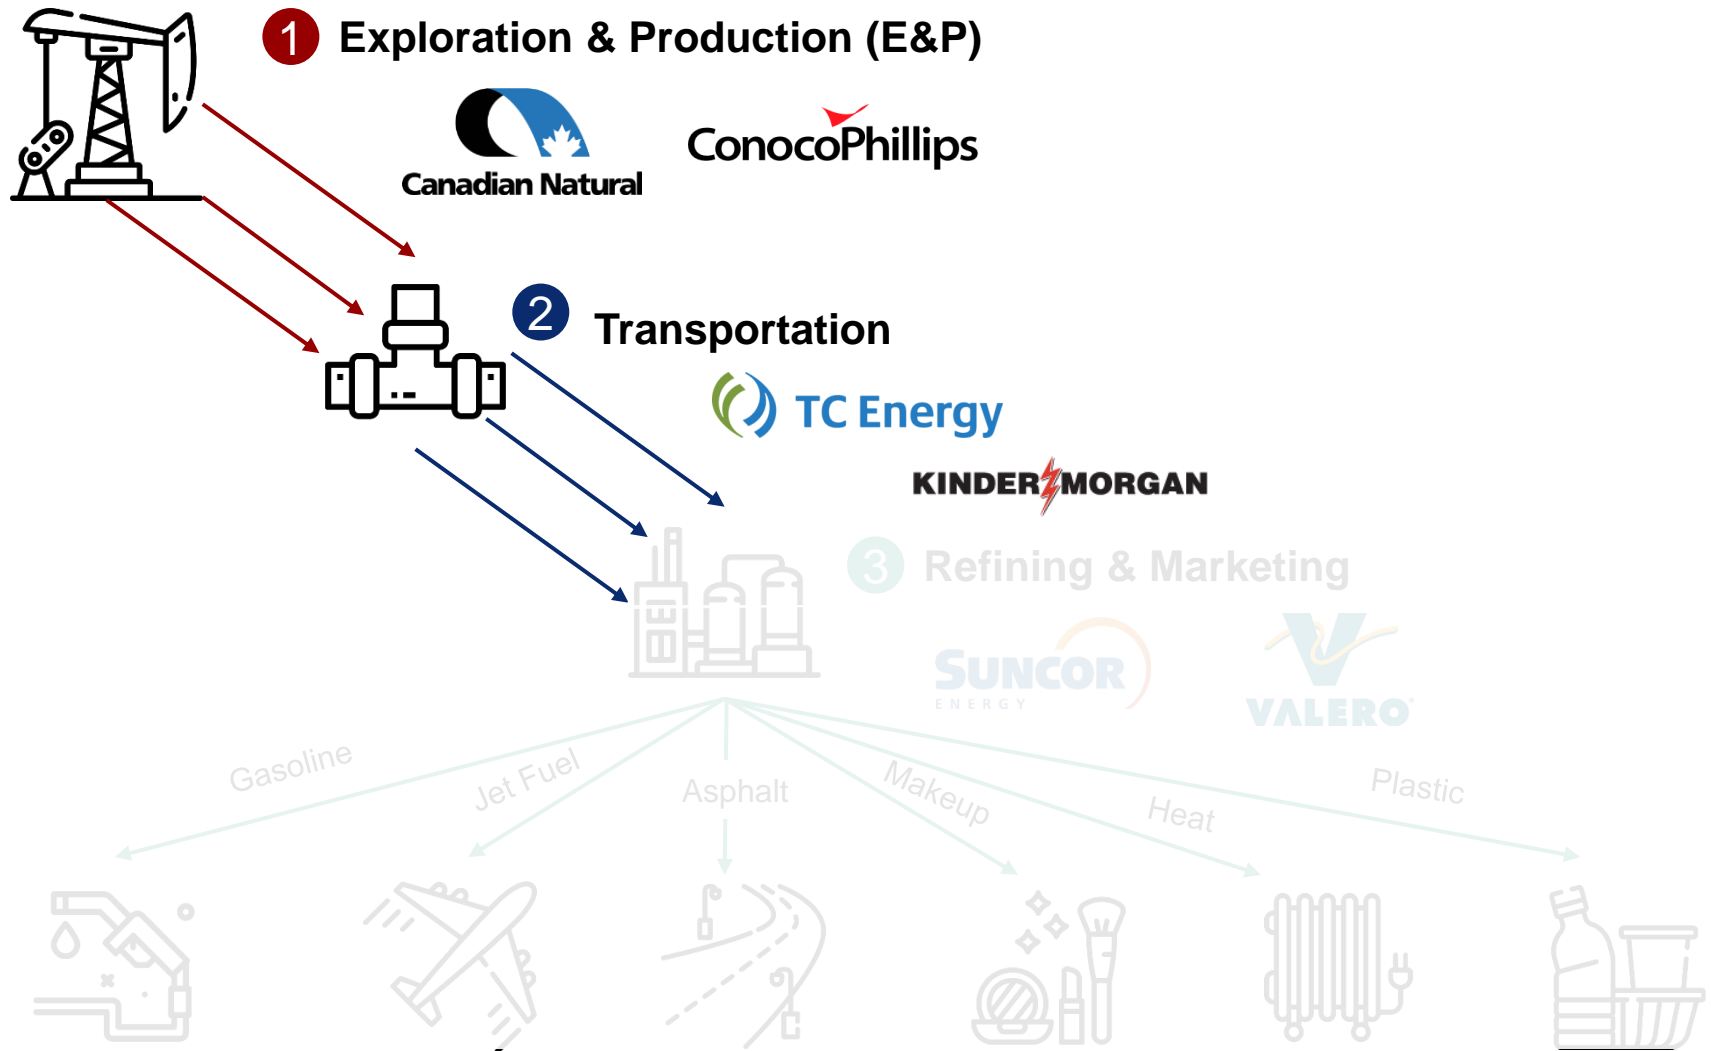 1 Exploration & Production (E&P)
Canadian Natural
ConocoPhillips
2 Transportation
TC Energy
KINDER MORGAN
3 Refining & Marketing
SUNCOR
ENERGY
VALERO
Gasoline
Jet Fuel
Asphalt
Makeup
Heat
Plastic